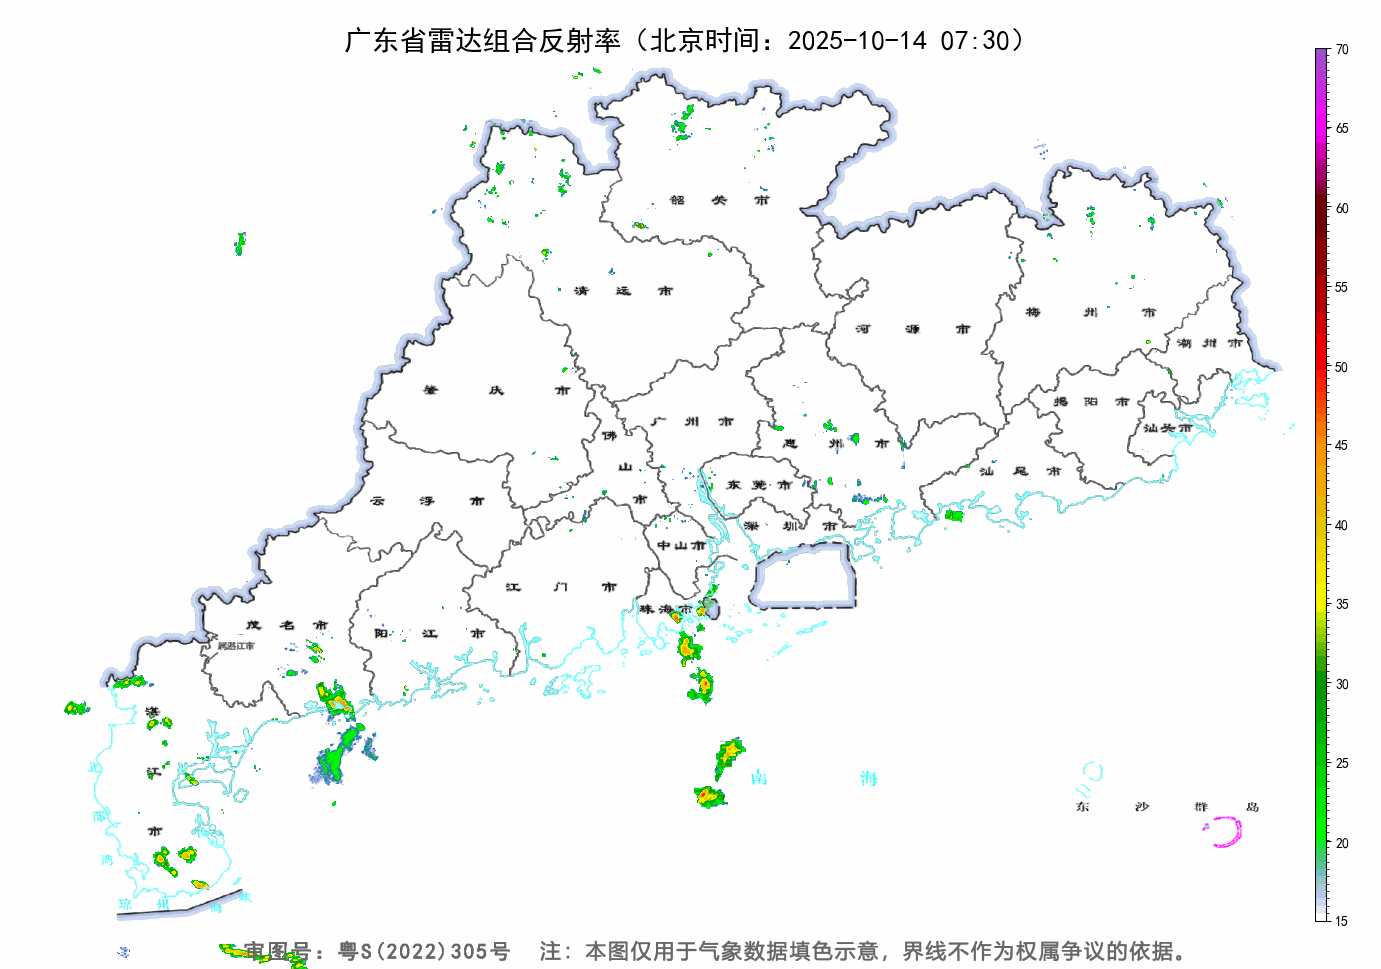 广东省雷达组合反射率（北京时间：2025-10-14 07:30）
70
65
60
55
50
45
40
35
30
25
20
15
韶 关 市
清 远 市
河 源 市
梅 州 市
潮 州 市
肇 庆 市
广 州 市
揭 阳 市
汕头市
佛 山 市
惠 州 市
汕 尾 市
云 浮 市
东 莞 市
深 圳 市
中山市
江 门 市
珠海市
茂 名 市
阳 江 市
属湛江市
湛 江 市
北 部 湾
南 海
东 沙 群 岛
琼 州 海 峡
审图号：粤S(2022)305号 注：本图仅用于气象数据填色示意，界线不作为权属争议的依据。